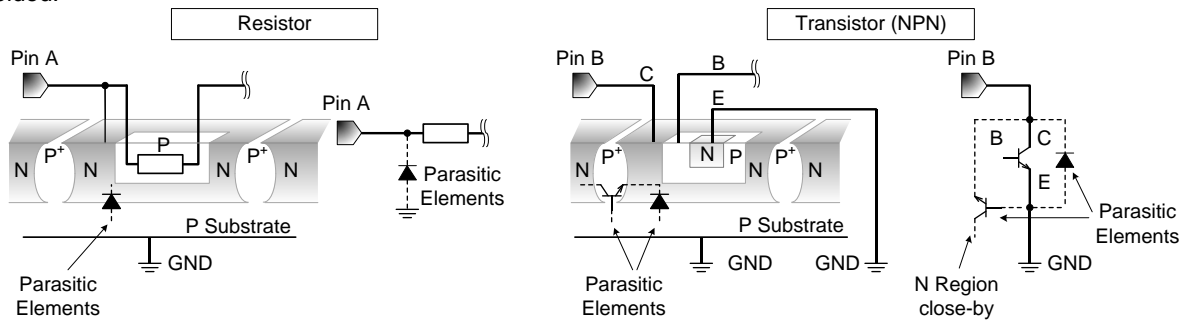 Resistor
Transistor (NPN)
Pin A
Pin A
N
P+
N
P
N
P+
N
Parasitic
Elements
P Substrate
GND
Parasitic
Elements
Pin B
C
B
E
N
P+
N
N
P
N
P+
N
P Substrate
GND
GND
Parasitic
Elements
Pin B
B
C
E
Parasitic
Elements
GND
N Region
close-by